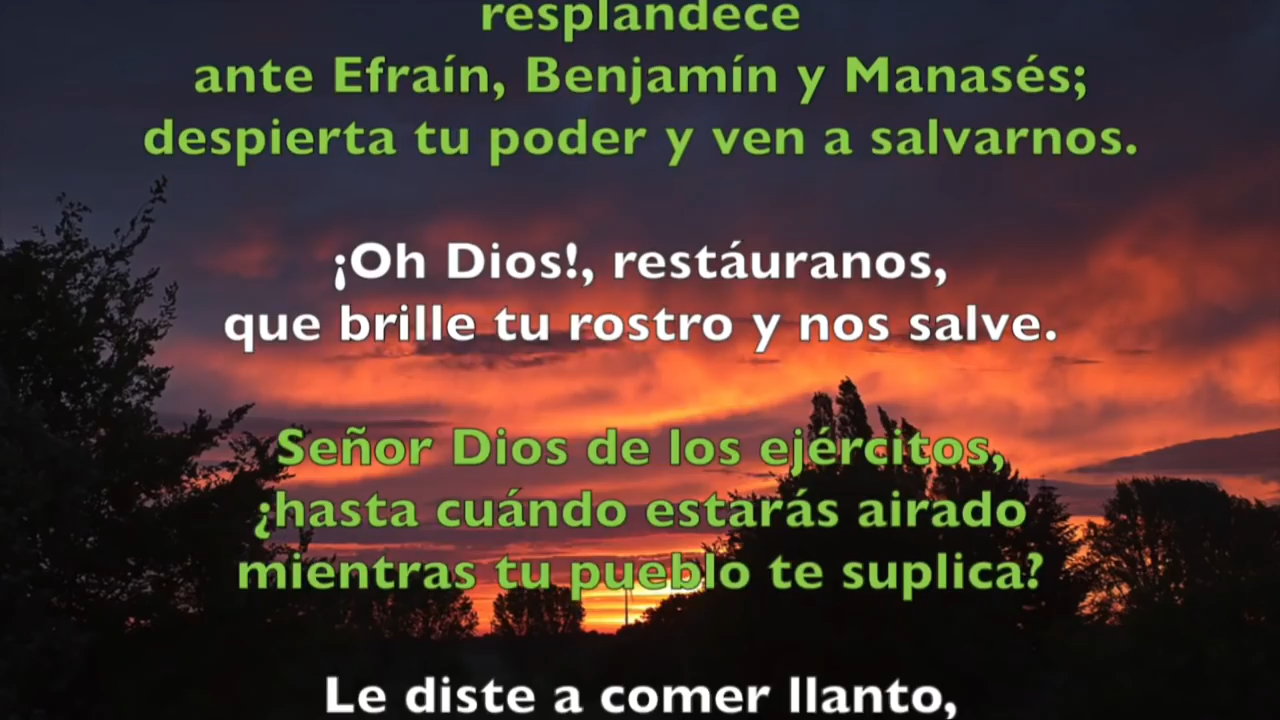 resplandece
ante Efraín, Benjamín y Manasés;
despierta tu poder y ven a salvarnos.
¡Oh Dios!, restáuranos,
que brille tu rostro y nos salve.
Señor Dios de los ejércitos,
¿hasta cuándo estarás airado
mientras tu pueblo te suplica?
Le diste a comer llanto,